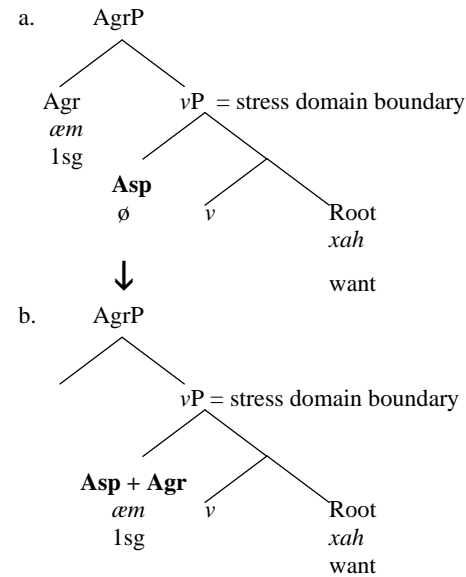 a. AgrP
Agr vP = stress domain boundary
æm
1sg
Asp
ø v Root
xah
want
↓
b. AgrP
vP = stress domain boundary
Asp + Agr
æm v Root
1sg xah
want